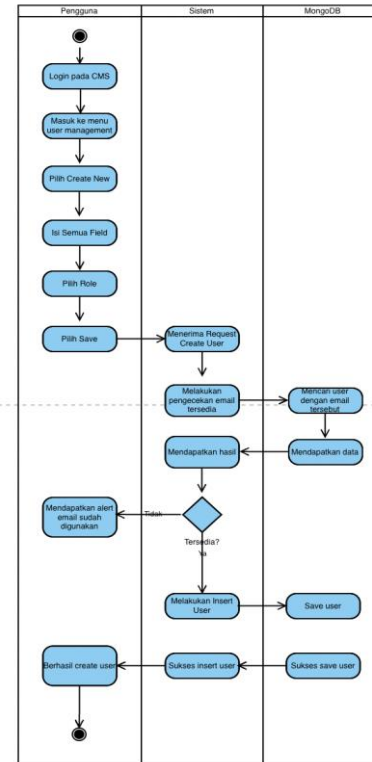 Pengguna
Sistem
MongoDB
Login pada CMS
Masuk ke menu
user management
Pilih Create New
Isi Semua Field
Pilih Role
Pilih Save
Menerima Request
Create User
Melakukan
pengecekan email
tersedia
Mencari user
dengan email
tersebut
Mendapatkan data
Mendapatkan hasil
Tersedia?
Tidak
Mendapatkan alert
email sudah
digunakan
Ya
Melakukan Insert
User
Save user
Sukses save user
Sukses insert user
Berhasil create user